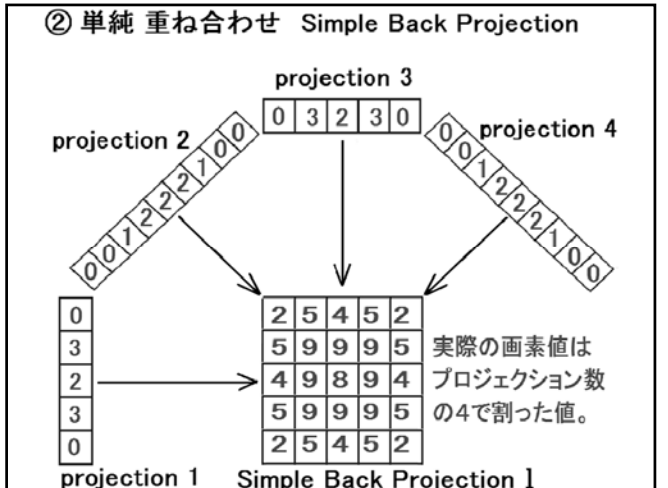 ② 単純 重ね合わせ Simple Back Projection
projection 3
0 3 2 3 0
projection 2
0 0 1 2 2 2 1 0 0
projection 4
0 0 1 2 2 2 1 0 0
0
3
2
3
0
projection 1
2 5 4 5 2
5 9 9 9 5
4 9 8 9 4
5 9 9 9 5
2 5 4 5 2
実際の画素値は
プロジェクション数
の4で割った値。
Simple Back Projection 1